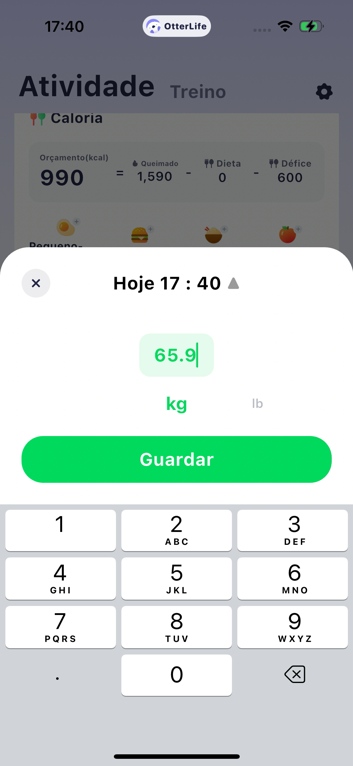 17:40
OtterLife
Atividade Treino
Caloria
Orçamento(kcal)
990
=
Queimado
1,590
-
Dieta
0
-
Défice
600
Pequeno-
Hoje 17 : 40
65.9
kg
lb
Guardar
1
2
ABC
3
DEF
4
GHI
5
JKL
6
MNO
7
PQRS
8
TUV
9
WXYZ
.
0